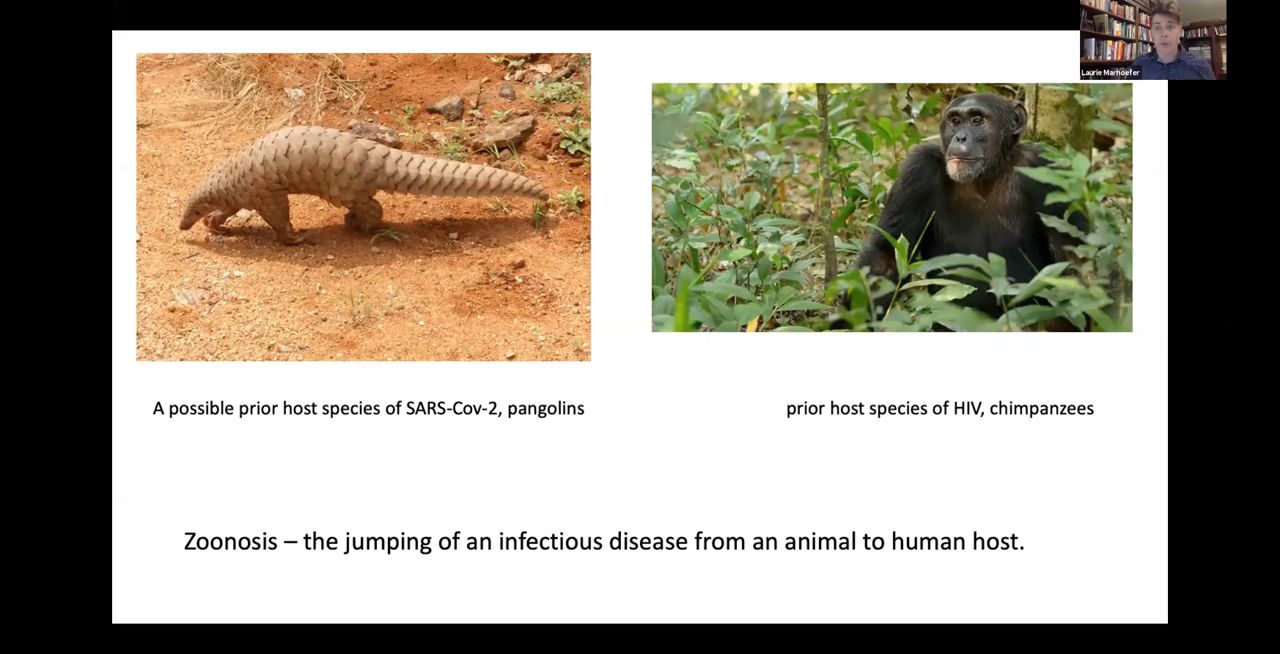 Laurie Marhoefer
A possible prior host species of SARS-Cov-2, pangolins
prior host species of HIV, chimpanzees
Zoonosis – the jumping of an infectious disease from an animal to human host.